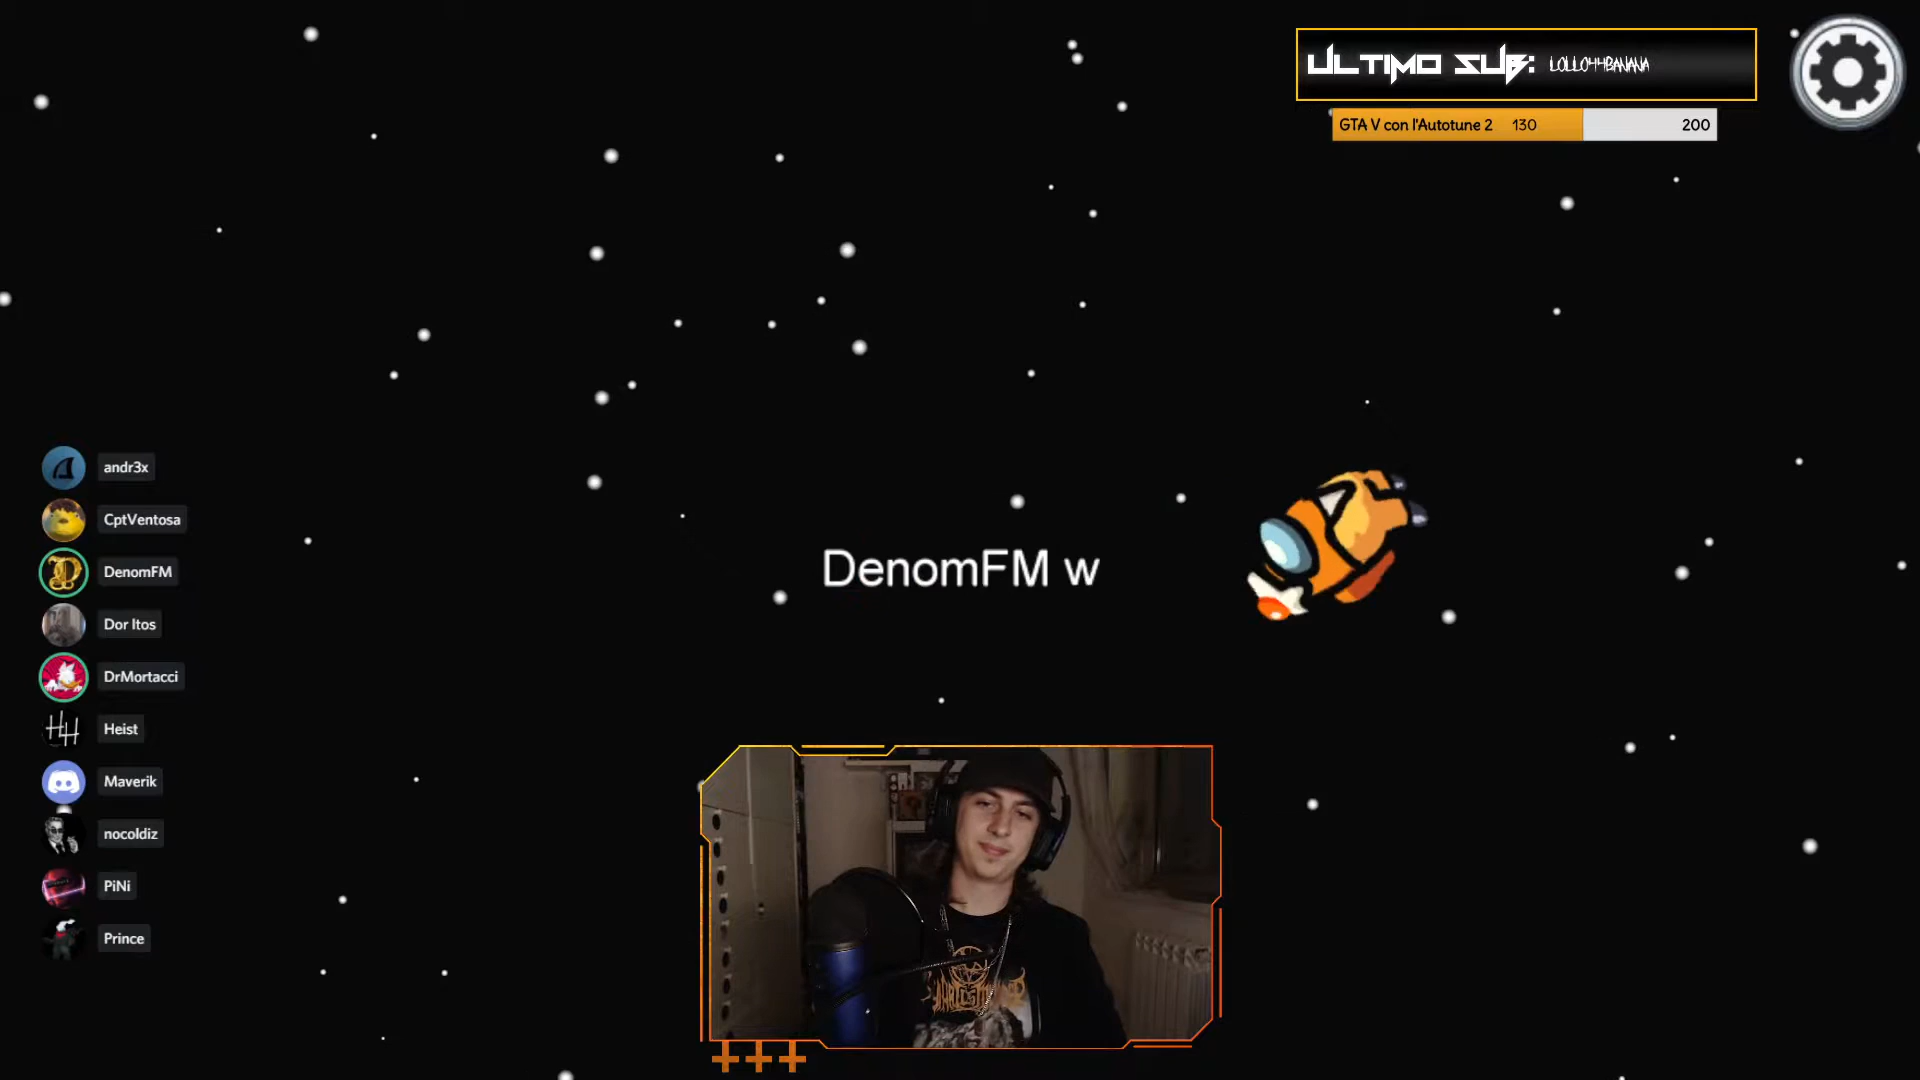 ULTIMO SUB: LOLLO44BANANA
GTA V con l'Autotune 2 130 200
andr3x
CptVentosa
DenomFM
DenomFM w
Dor Itos
DrMortacci
Heist
Maverik
nocoldiz
PiNi
Prince